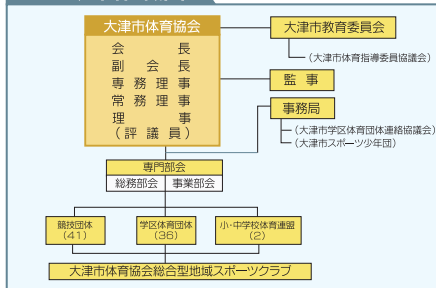 大津市体育協会
会長
副会長
専務理事
常務理事
理事
(評議員)
大津市教育委員会
(大津市体育指導委員協議会)
監事
事務局
(大津市学区体育団体連絡協議会)
(大津市スポーツ少年団)
専門部会
総務部会 事業部会
競技団体
(41)
学区体育団体
(36)
小・中学校体育連盟
(2)
大津市体育協会総合型地域スポーツクラブ